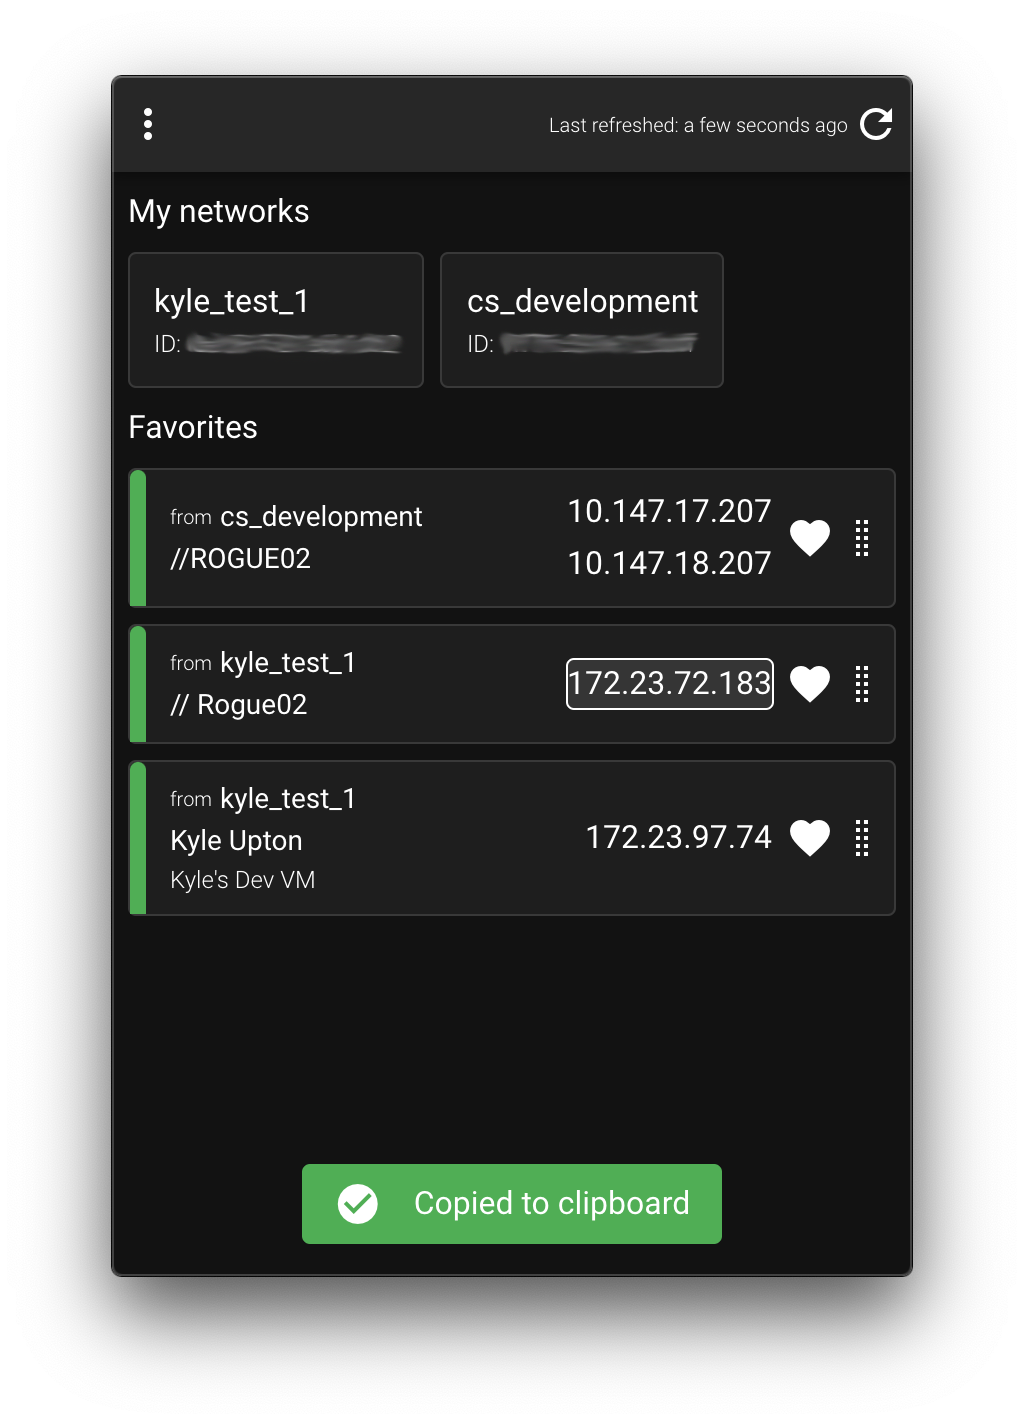 Last refreshed: a few seconds ago
My networks
kyle_test_1
ID:
cs_development
ID:
Favorites
from cs_development
//ROGUE02
10.147.17.207
10.147.18.207
from kyle_test_1
// Rogue02
172.23.72.183
from kyle_test_1
Kyle Upton
Kyle's Dev VM
172.23.97.74
Copied to clipboard